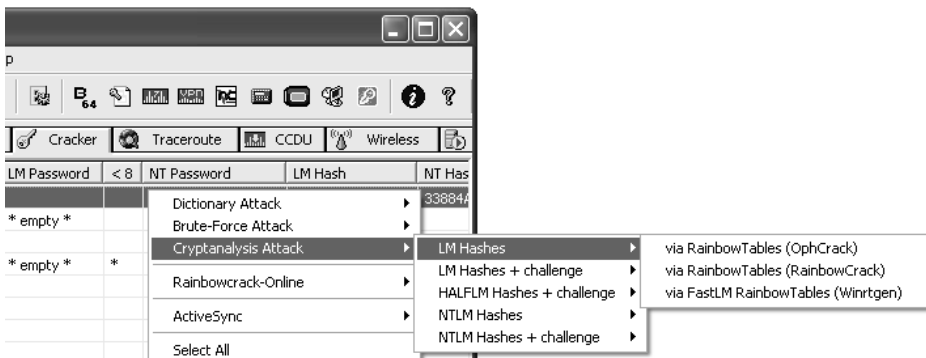 p
B 64
Cracker Traceroute CCDU Wireless
LM Password < 8 NT Password LM Hash NT Has
33884A
Dictionary Attack
* empty *
Brute-Force Attack
Cryptanalysis Attack LM Hashes via RainbowTables (OphCrack)
* empty * *
LM Hashes + challenge via RainbowTables (RainbowCrack)
Rainbowcrack-Online
HALFLM Hashes + challenge via FastLM RainbowTables (Winrtgen)
ActiveSync NTLM Hashes
NTLM Hashes + challenge
Select All